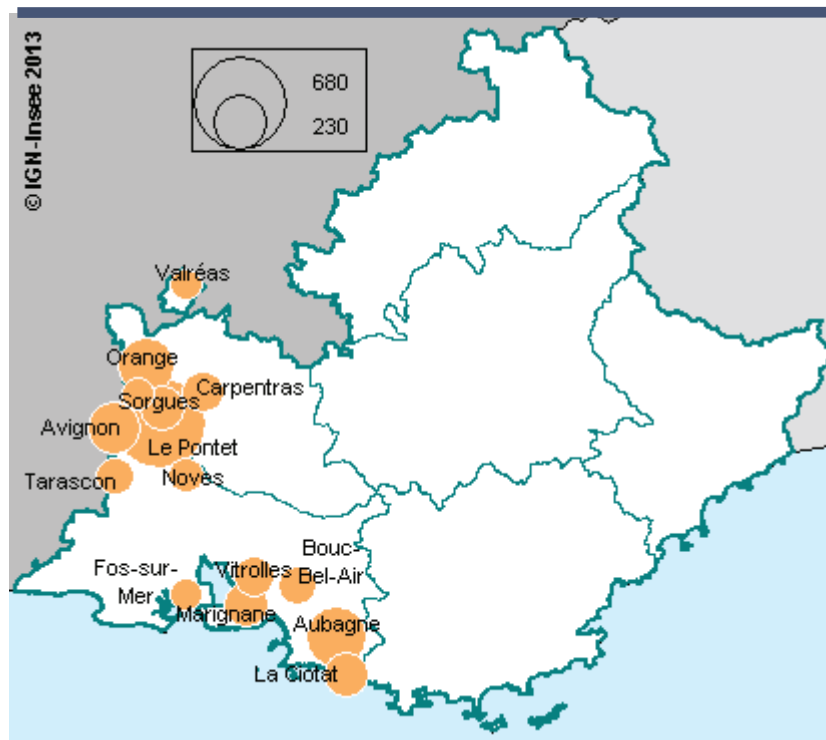 © IGN-Insee 2013
680
230
Valréas
Orange
Carpentras
Sorgues
Avignon
Le Pontet
Tarascon
Noves
Fos-sur-
Mer
Vitrolles
Bouc-
Bel-Air
Marignane
Aubagne
La Ciotat